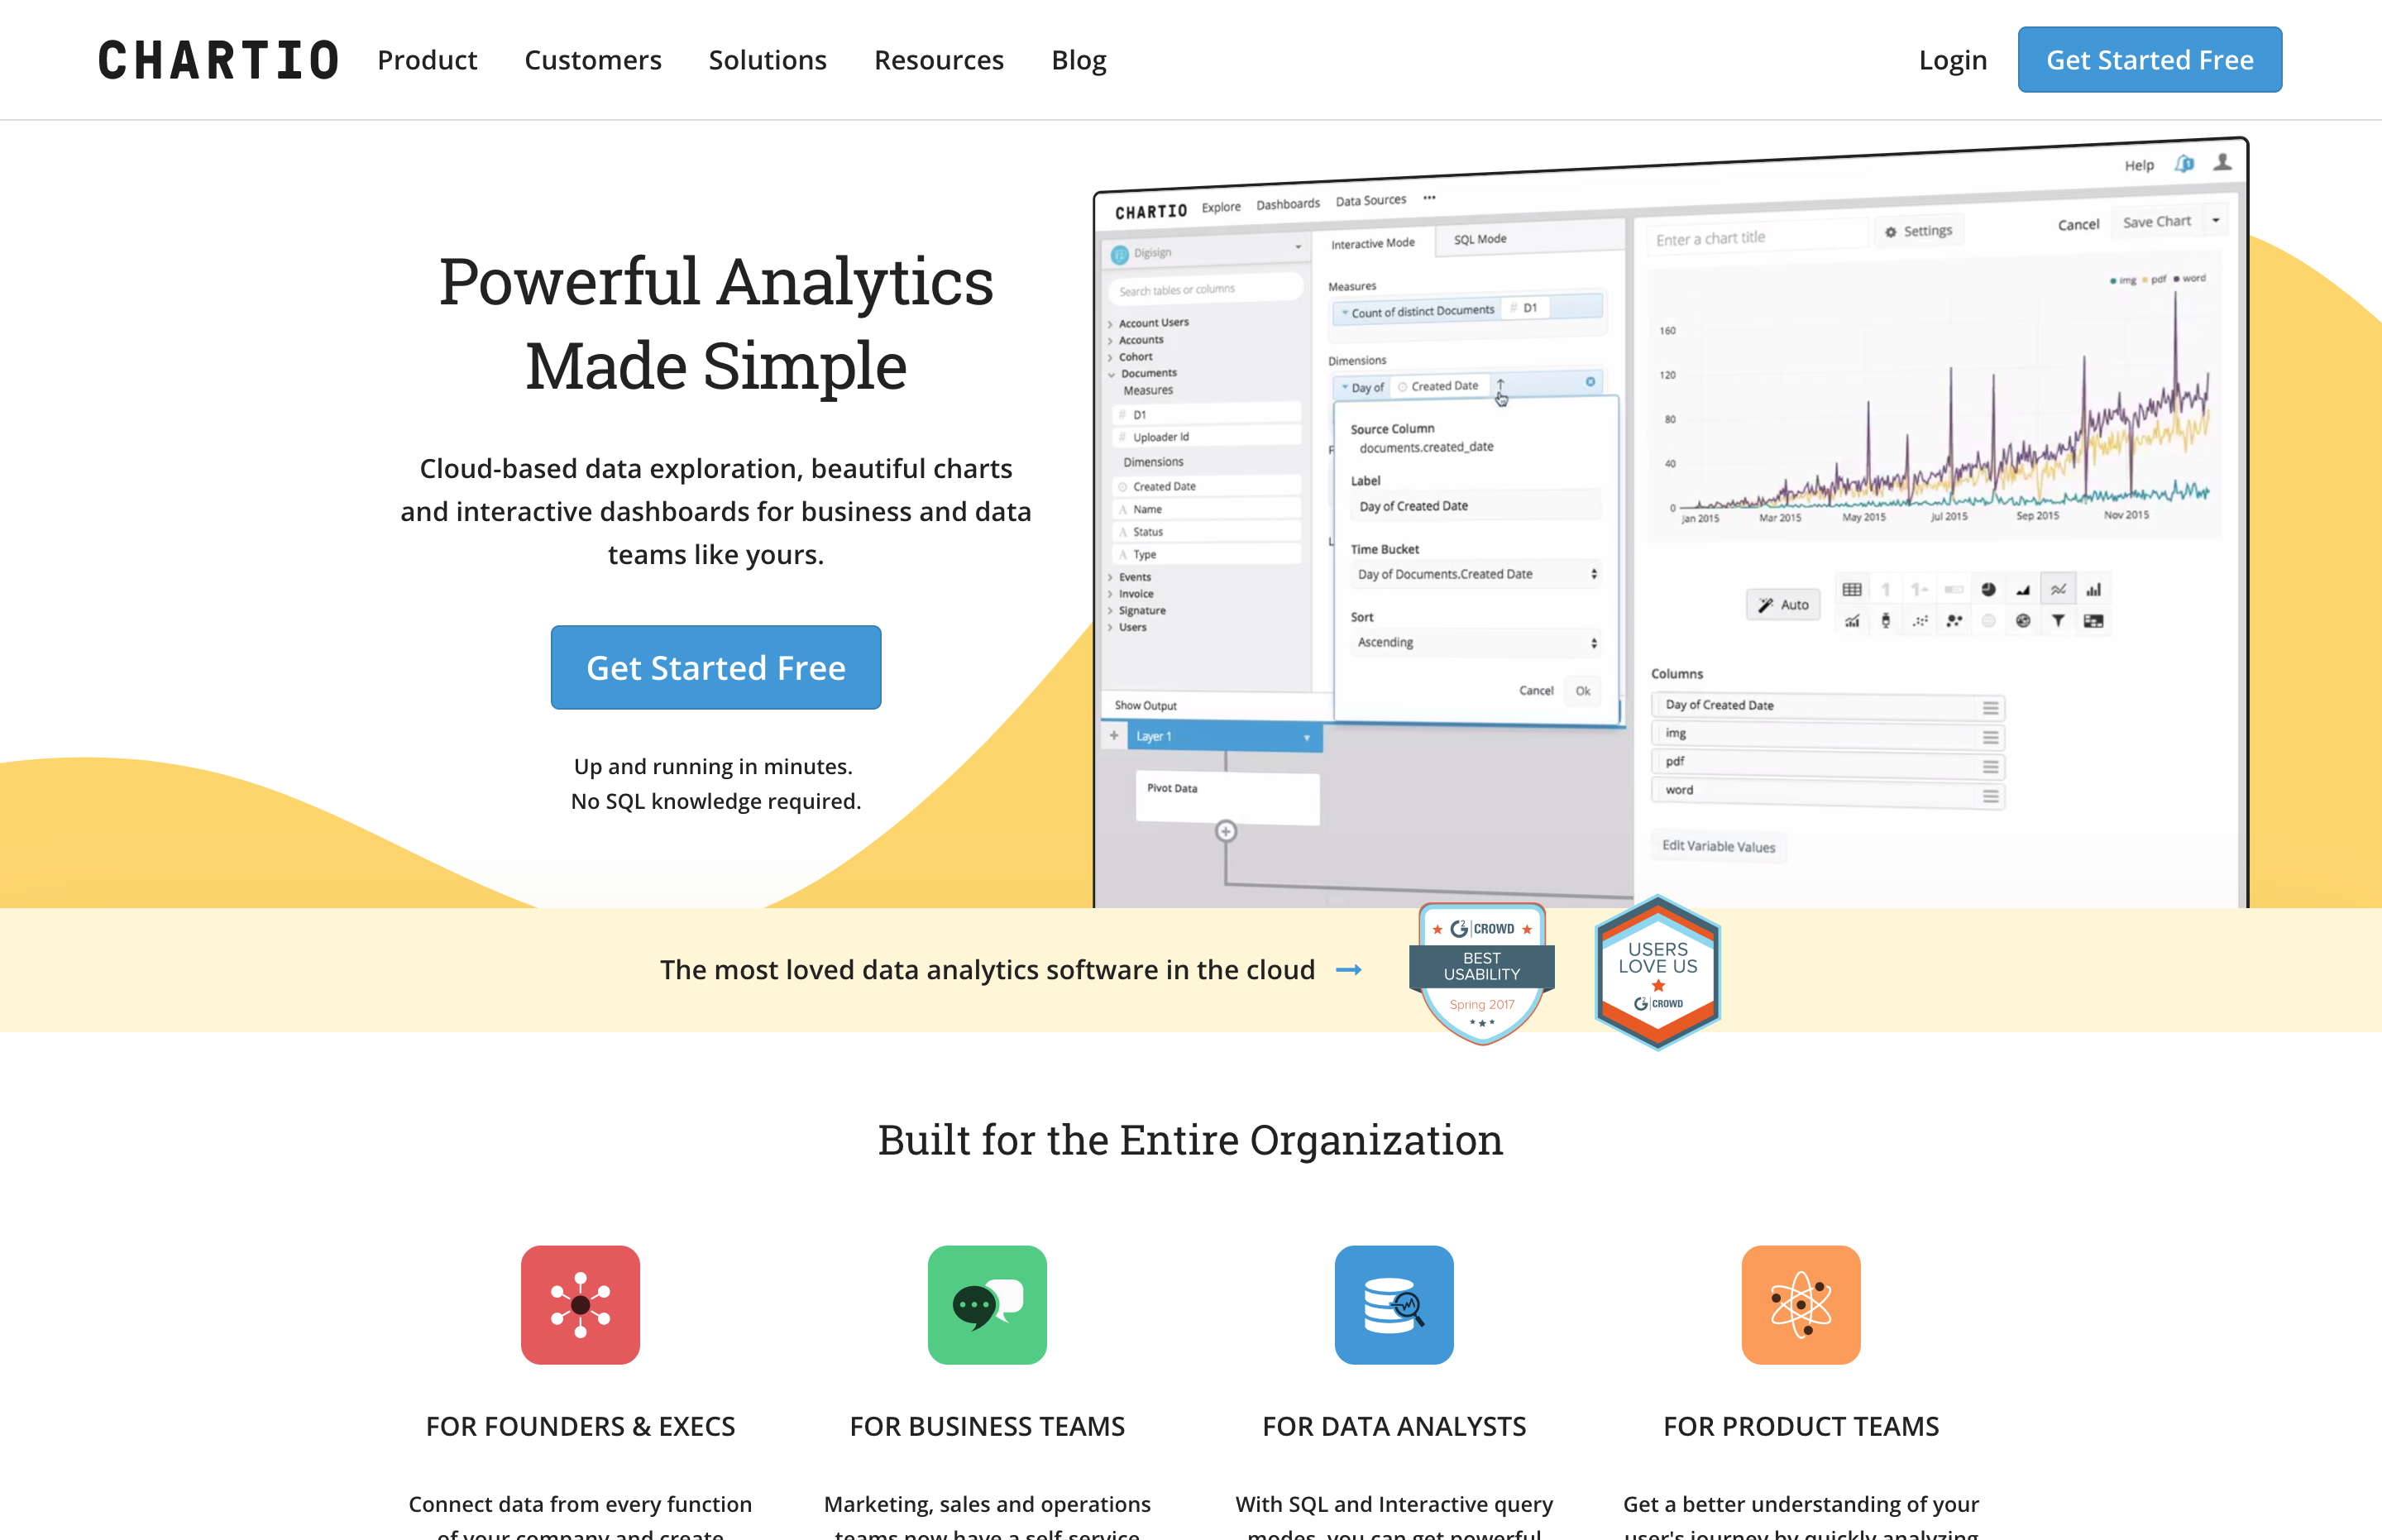 CHARTIO
Product
Customers
Solutions
Resources
Blog
Login
Get Started Free
Powerful Analytics
Made Simple
Cloud-based data exploration, beautiful charts
and interactive dashboards for business and data
teams like yours.
Get Started Free
Up and running in minutes.
No SQL knowledge required.
CHARTIO
Explore
Dashboards
Data Sources
Help
1
Digisign
Search tables or columns
Account Users
Accounts
Cohort
Documents
Measures
# D1
# Uploader Id
Dimensions
Created Date
A Name
A Status
A Type
Events
Invoice
Signature
Users
Show Output
+ Layer 1
Pivot Data
Interactive Mode
SQL Mode
Measures
Count of distinct Documents # D1
Dimensions
Day of Created Date
F
L
Source Column
documents.created_date
Label
Day of Created Date
Time Bucket
Day of Documents.Created Date
Sort
Ascending
Cancel
Ok
Enter a chart title
Settings
Cancel
Save Chart
img pdf word
160
120
80
40
0
Jan 2015
Mar 2015
May 2015
Jul 2015
Sep 2015
Nov 2015
Auto
1
1
Columns
Day of Created Date
img
pdf
word
Edit Variable Values
The most loved data analytics software in the cloud
G2 | CROWD
BEST
USABILITY
Spring 2017
USERS
LOVE US
G2 | CROWD
Built for the Entire Organization
FOR FOUNDERS & EXECS
Connect data from every function
of your company and create
FOR BUSINESS TEAMS
Marketing, sales and operations
teams now have a self-service
FOR DATA ANALYSTS
With SQL and Interactive query
modes, you can get powerful
FOR PRODUCT TEAMS
Get a better understanding of your
user's journey by quickly analyzing